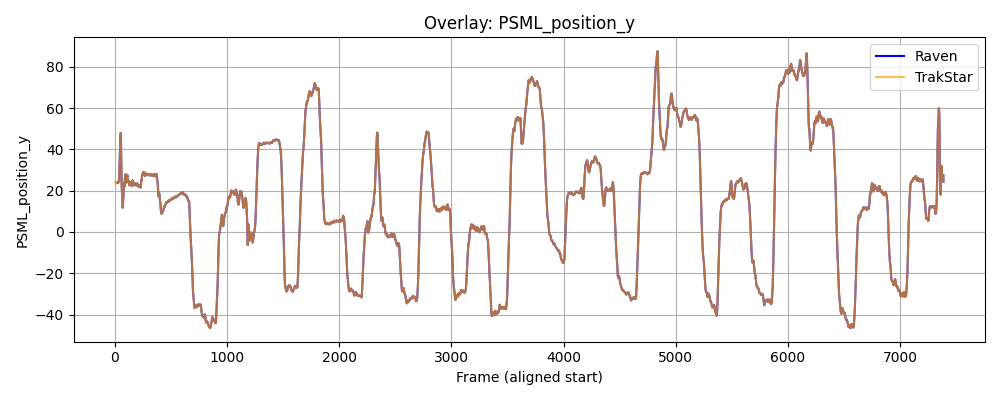 Overlay: PSML_position_y
Raven
TrakStar
PSML_position_y
80
60
40
20
0
−20
−40
0 1000 2000 3000 4000 5000 6000 7000
Frame (aligned start)